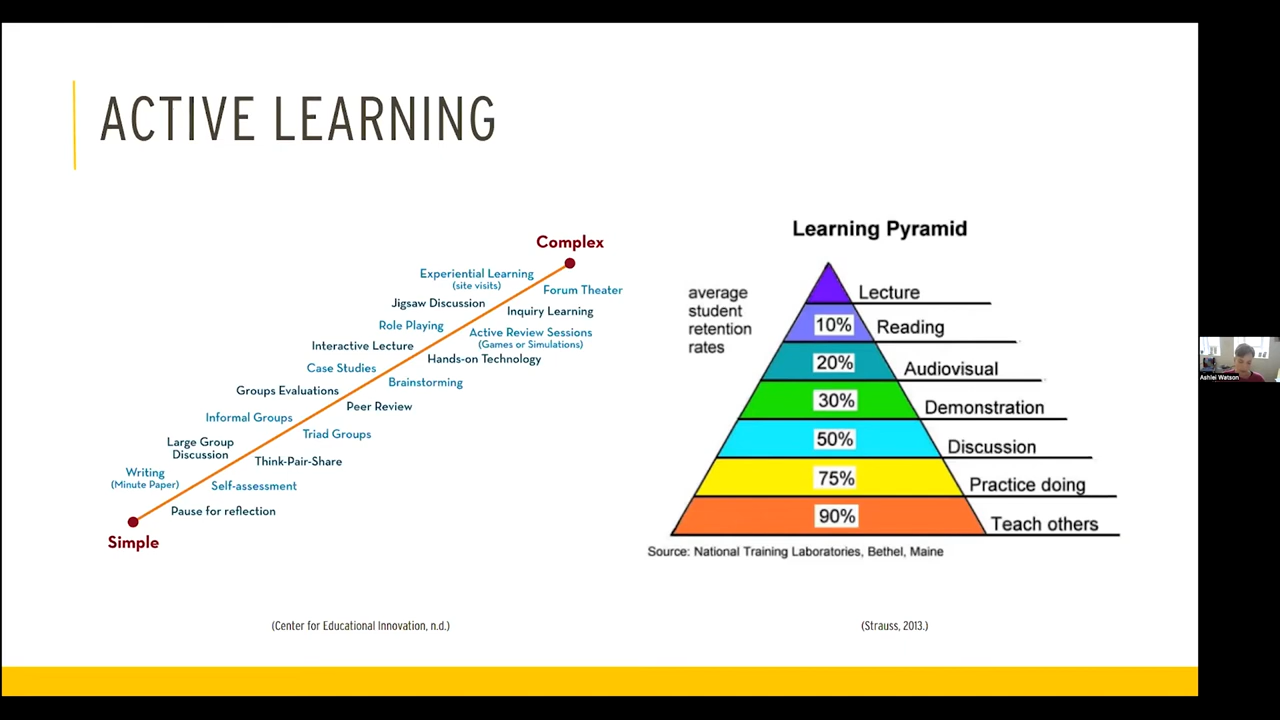 ACTIVE LEARNING
Complex
Experiential Learning
(site visits)
Forum Theater
Jigsaw Discussion
Inquiry Learning
Role Playing
Active Review Sessions
(Games or Simulations)
Interactive Lecture
Hands-on Technology
Case Studies
Brainstorming
Groups Evaluations
Peer Review
Informal Groups
Triad Groups
Large Group
Discussion
Think-Pair-Share
Writing
(Minute Paper)
Self-assessment
Pause for reflection
Simple
(Center for Educational Innovation, n.d.)
Learning Pyramid
average
student
retention
rates
Lecture
10% Reading
20% Audiovisual
30% Demonstration
50% Discussion
75% Practice doing
90% Teach others
Source: National Training Laboratories, Bethel, Maine
(Strauss, 2013.)
Ashlei Watson